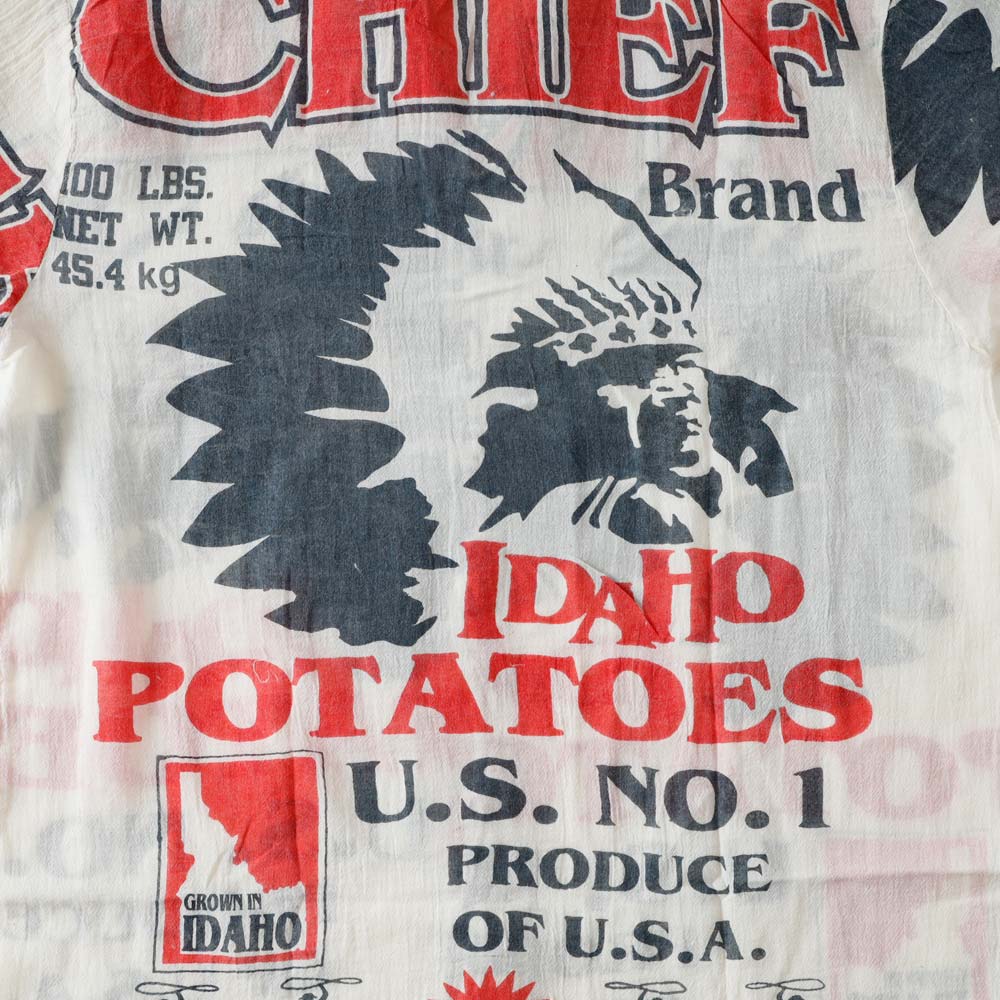 CHIEF
Brand
100 LBS.
NET WT.
45.4 kg
IDAHO
POTATOES
U.S. NO. 1
PRODUCE
OF U.S.A.
GROWN IN
IDAHO